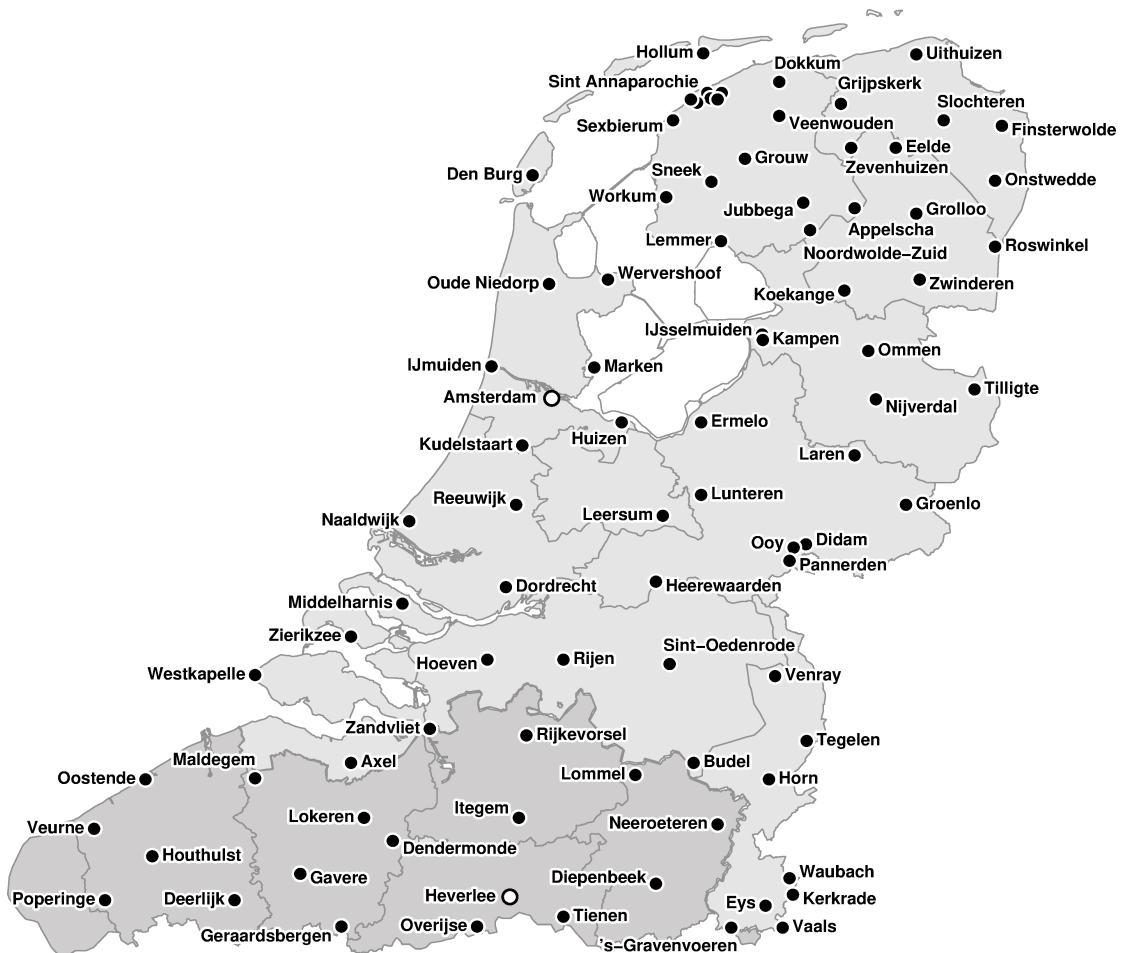 Hollum
Uithuizen
Dokkum
Sint Annaparochie
Grijpskerk
Slochteren
Sexbierum
Veenwouden
Finsterwolde
Eelde
Grouw
Zevenhuizen
Sneek
Den Burg
Onstwedde
Workum
Jubbega
Grolloo
Appelscha
Lemmer
Roswinkel
Noordwolde−Zuid
Wervershoof
Oude Niedorp
Zwinderen
Koekange
IJsselmuiden
Kampen
Ommen
IJmuiden
Marken
Tilligte
Amsterdam
Nijverdal
Ermelo
Huizen
Kudelstaart
Laren
Lunteren
Reeuwijk
Groenlo
Leersum
Naaldwijk
Didam
Ooy
Pannerden
Dordrecht
Heerewaarden
Middelharnis
Zierikzee
Sint−Oedenrode
Hoeven
Rijen
Westkapelle
Venray
Zandvliet
Rijkevorsel
Tegelen
Maldegem
Axel
Budel
Lommel
Oostende
Horn
Itegem
Lokeren
Neeroeteren
Veurne
Dendermonde
Houthulst
Waubach
Gavere
Diepenbeek
Heverlee
Poperinge
Deerlijk
Kerkrade
Eys
Tienen
Overijse
Vaals
Geraardsbergen
's−Gravenvoeren